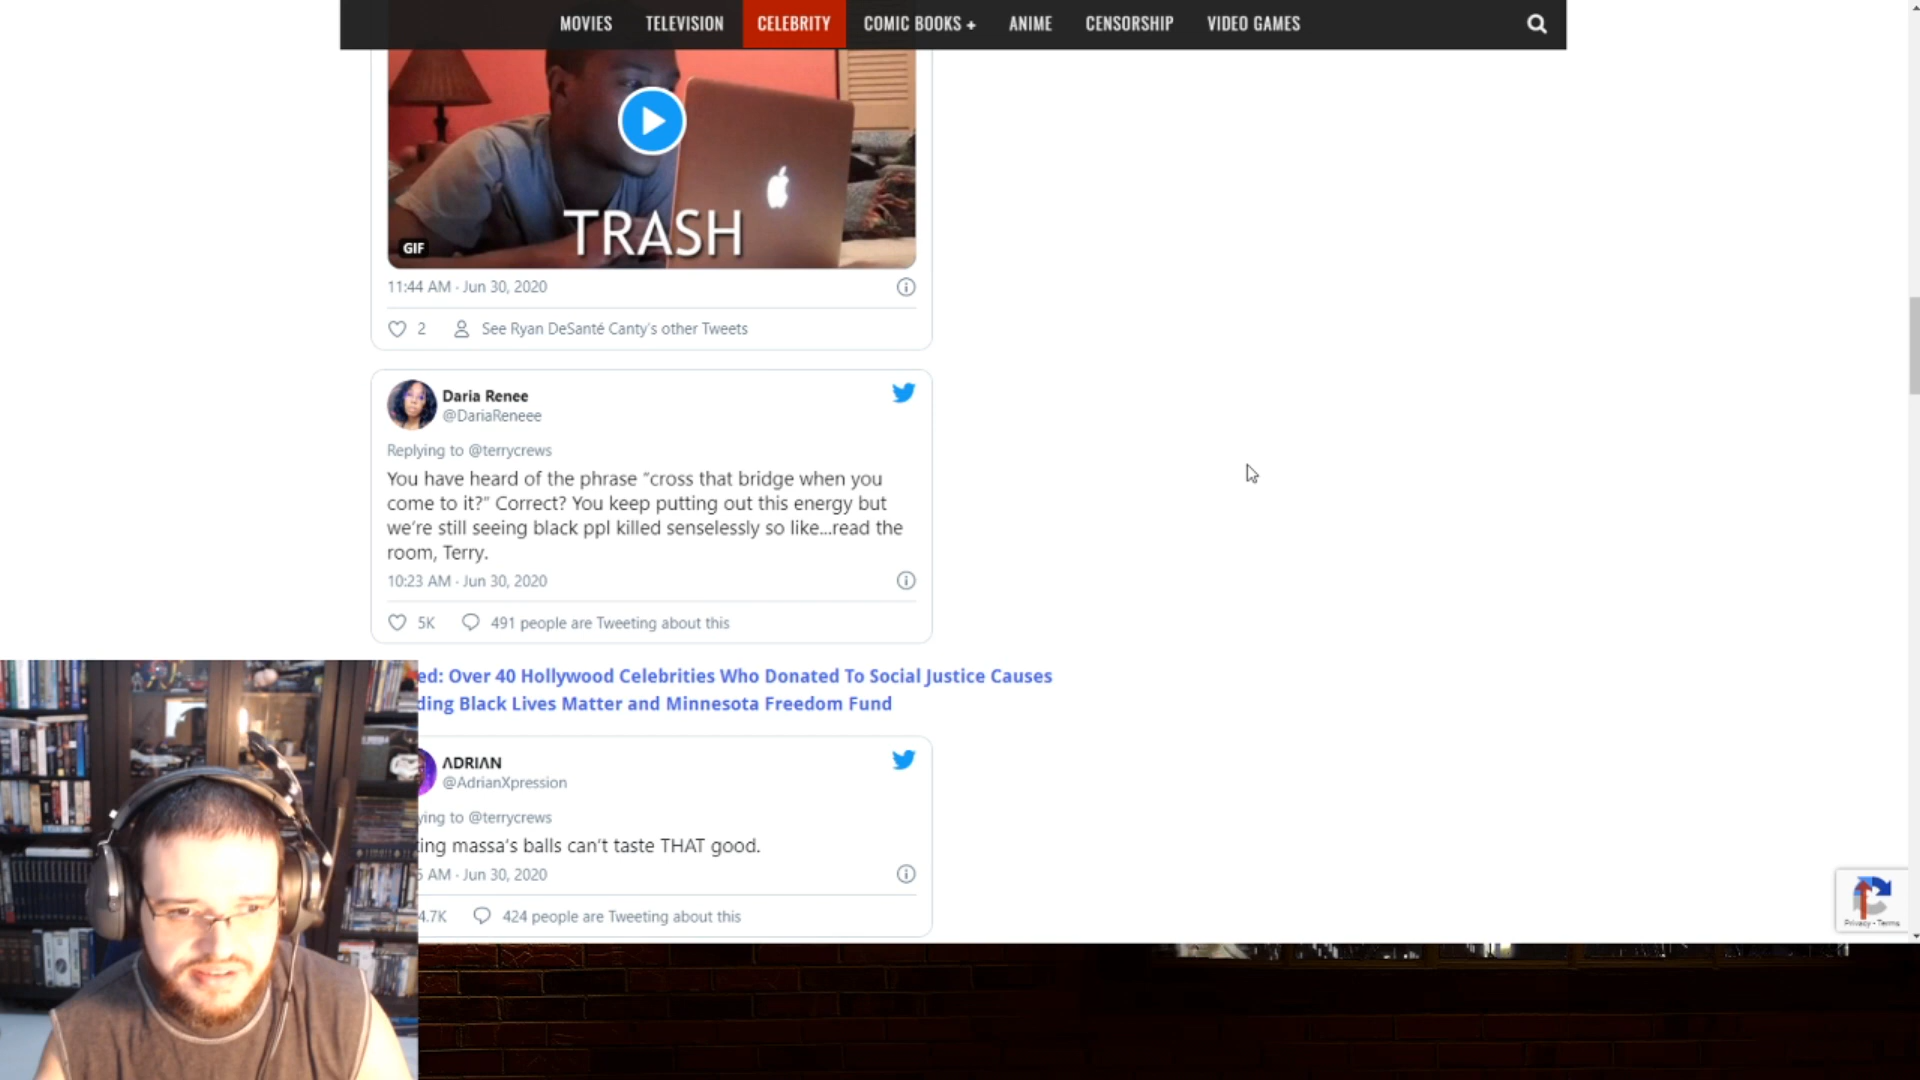 MOVIES TELEVISION CELEBRITY COMIC BOOKS + ANIME CENSORSHIP VIDEO GAMES
TRASH
GIF
11:44 AM · Jun 30, 2020
2 See Ryan DeSanté Canty's other Tweets
Daria Renee
@DariaReneee
Replying to @terrycrews
You have heard of the phrase “cross that bridge when you
come to it?” Correct? You keep putting out this energy but
we’re still seeing black ppl killed senselessly so like...read the
room, Terry.
10:23 AM · Jun 30, 2020
5K 491 people are Tweeting about this
ed: Over 40 Hollywood Celebrities Who Donated To Social Justice Causes
ding Black Lives Matter and Minnesota Freedom Fund
ΛDRIΛN
@AdrianXpression
ying to @terrycrews
ing massa's balls can't taste THAT good.
AM · Jun 30, 2020
4.7K 424 people are Tweeting about this
Privacy - Terms